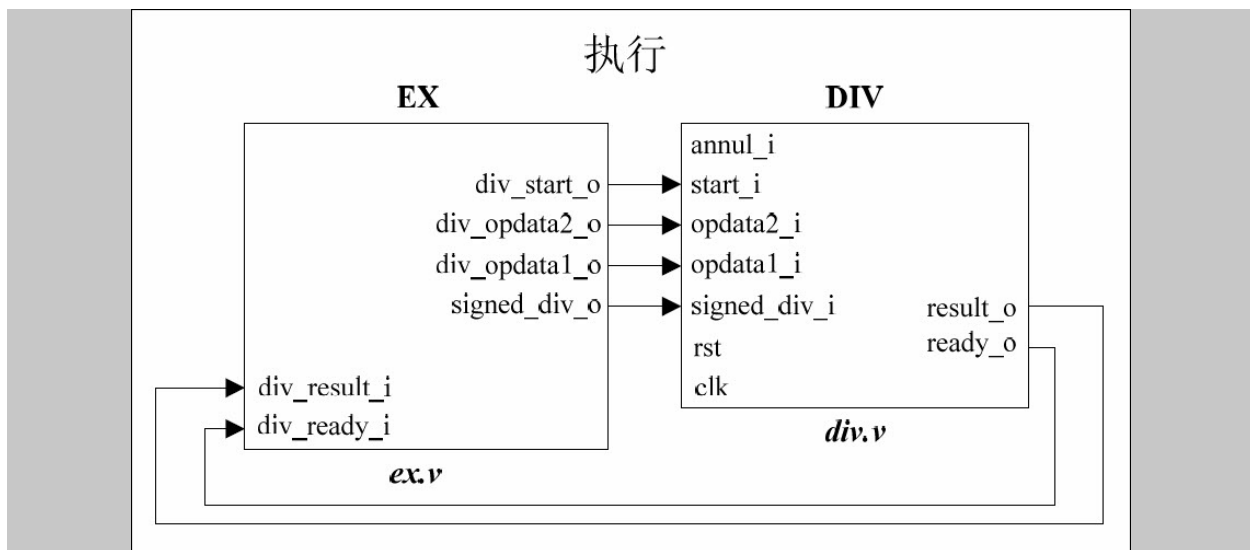 执行
EX
div_start_o
div_opdata2_o
div_opdata1_o
signed_div_o
div_result_i
div_ready_i
ex.v
DIV
annul_i
start_i
opdata2_i
opdata1_i
signed_div_i
rst
clk
result_o
ready_o
div.v